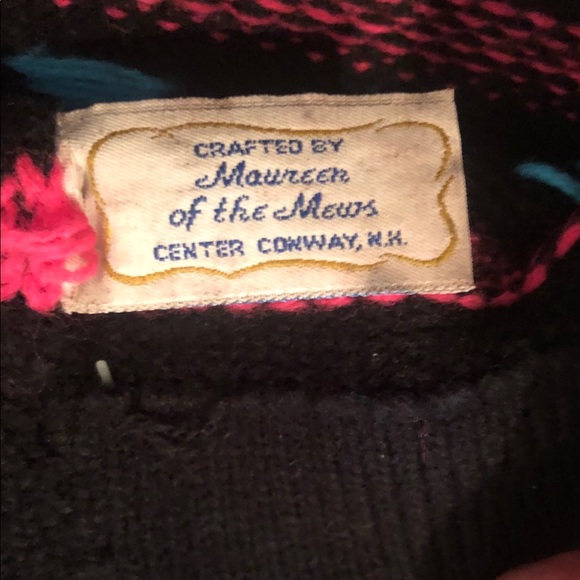 CRAFTED BY
Maureen
of the Mews
CENTER CONWAY, N.H.